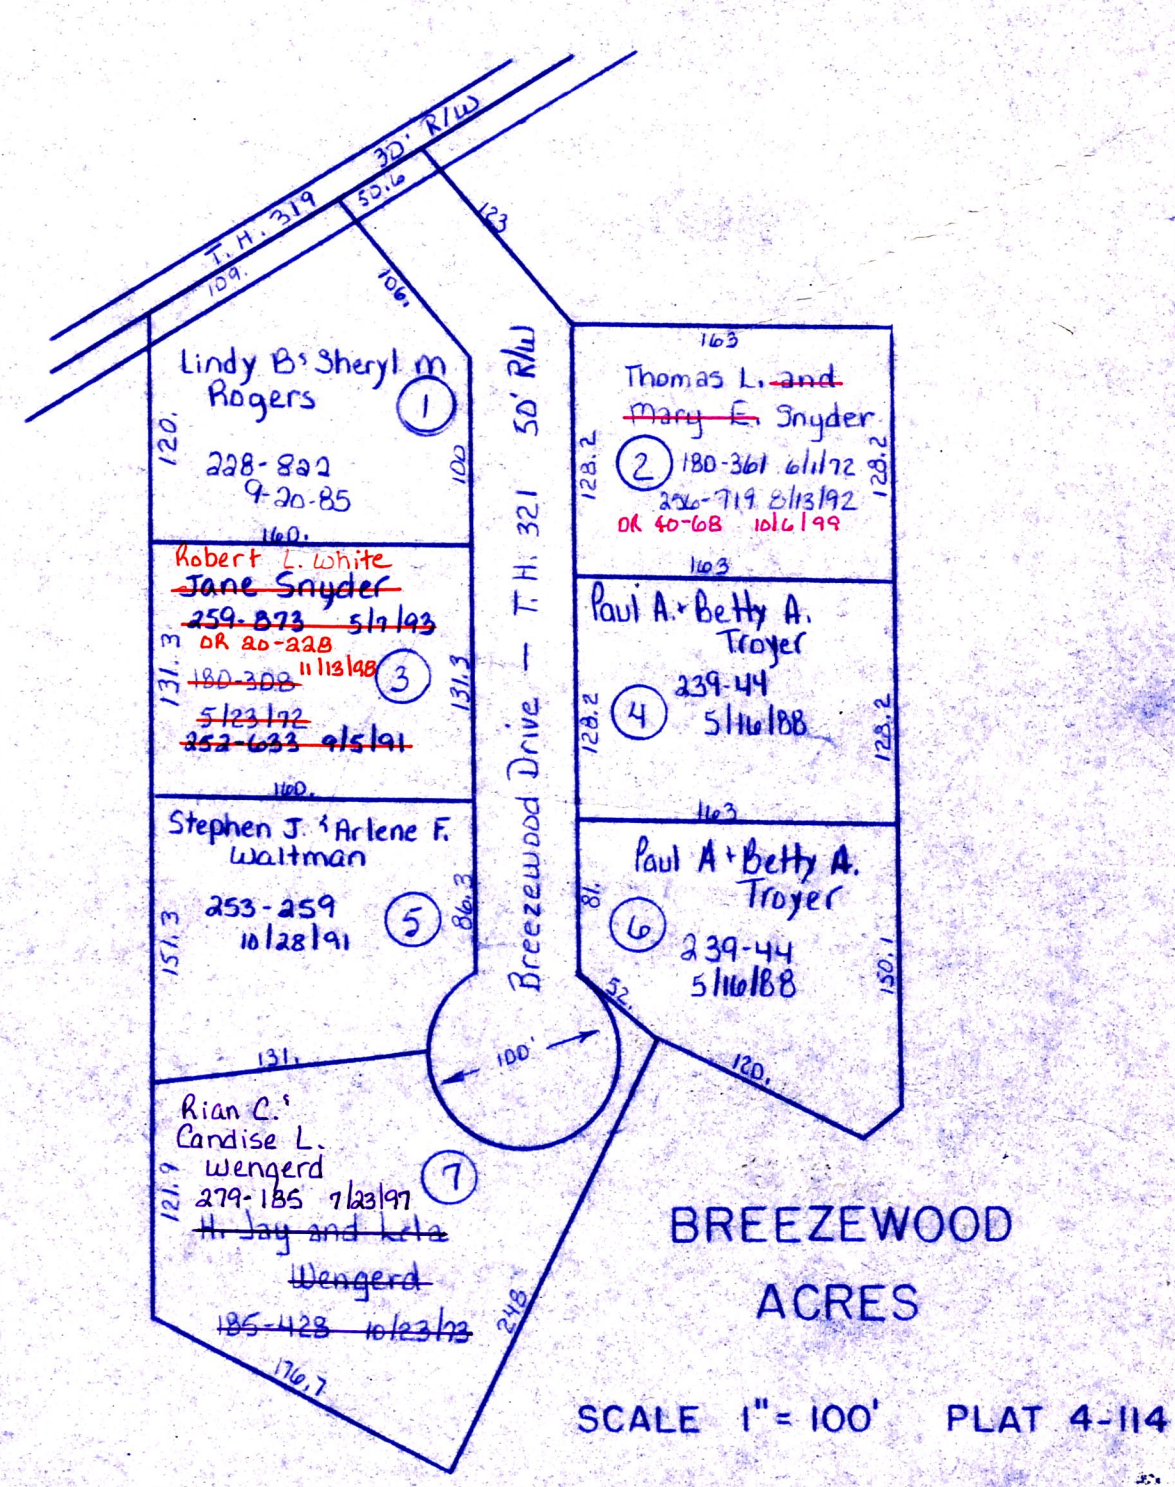 30' R/W
T. H. 319
50.6
109.
123
106.
Lindy B & Sheryl M
Rogers
1
120.
100
228-822
9-20-85
160.
163
Thomas L. and
Mary E. Snyder
128.2
2
180-361 6/1/72
128.2
256-719 8/13/92
OR 40-68 10/6/99
163
Robert L. White
Jane Snyder
259-873 5/7/93
OR 20-228
11/13/98
131.3
180-308
3
131.3
5/23/72
252-633 9/5/91
160.
Paul A. + Betty A.
Troyer
239-44
4
5/16/88
128.2
128.2
163
Breezewood Drive — T. H. 321 50' R/W
Stephen J. & Arlene F.
Waltman
253-259
10/28/91
5
151.3
86.3
131.
Paul A + Betty A.
Troyer
81.
6
239-44
5/16/88
150.1
52.
120.
100'
Rian C. &
Candise L.
Wengerd
279-185 7/23/97
7
121.9
H. Jay and Lela
Wengerd
185-428 10/23/73
248
176.7
BREEZEWOOD
ACRES
SCALE 1" = 100' PLAT 4-114